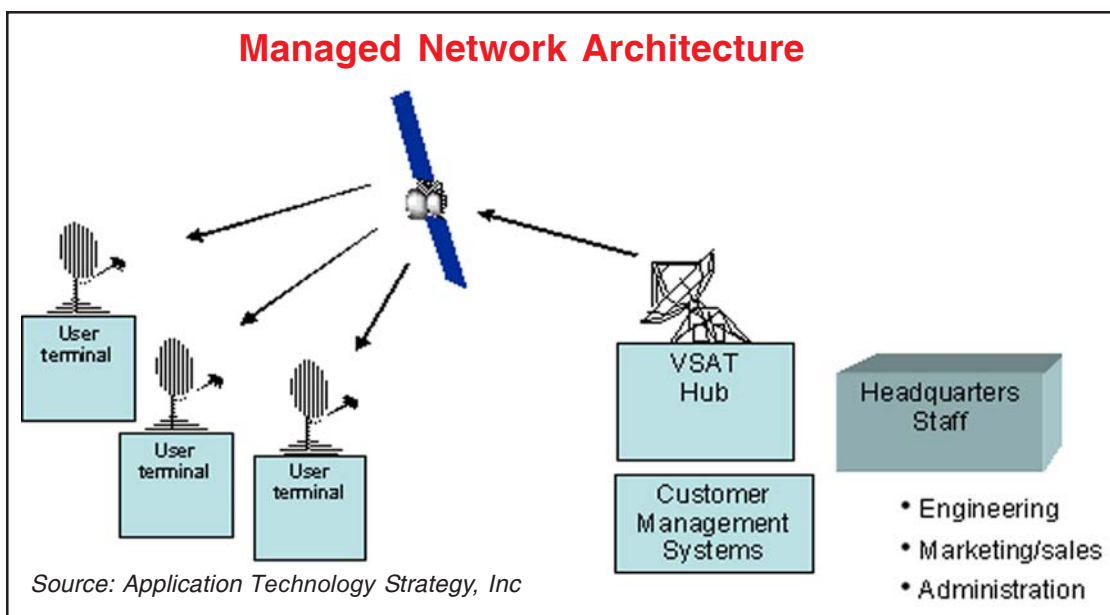 Managed Network Architecture
User
terminal
User
terminal
User
terminal
VSAT
Hub
Customer
Management
Systems
Headquarters
Staff
• Engineering
• Marketing/sales
• Administration
Source: Application Technology Strategy, Inc